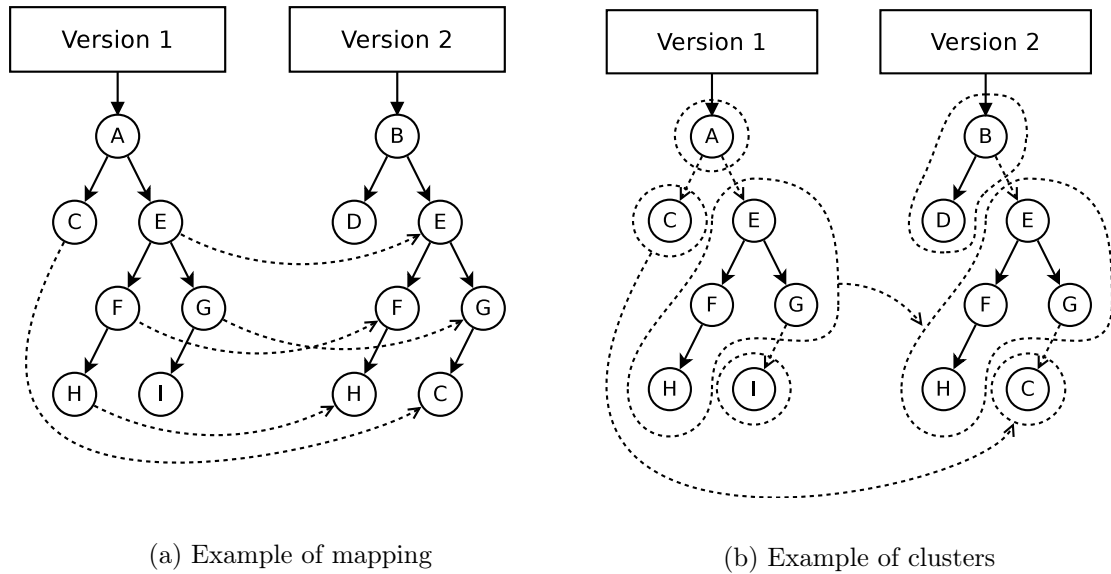 Version 1 Version 2
A B
C E D E
F G F G
H I H C
(a) Example of mapping
Version 1 Version 2
A B
C E D E
F G F G
H I H C
(b) Example of clusters